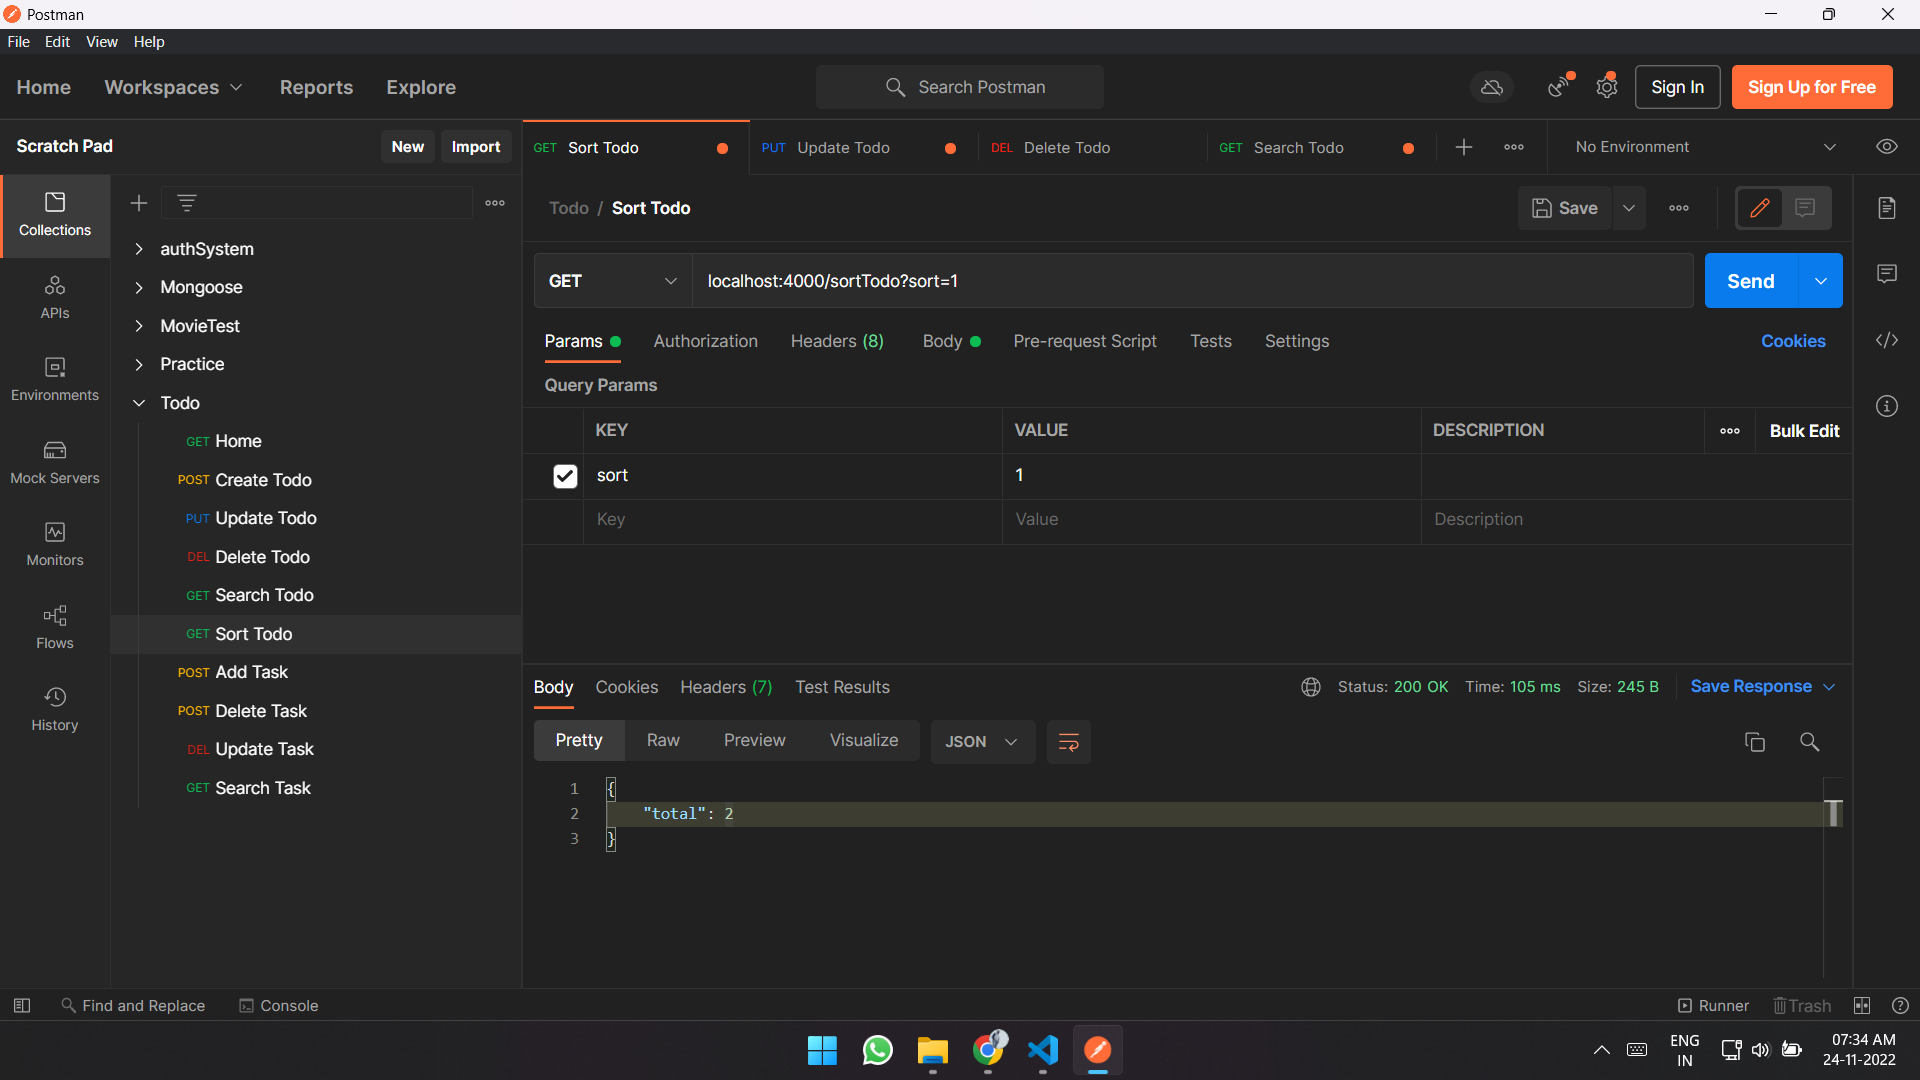 Postman
File Edit View Help
Home Workspaces Reports Explore Search Postman Sign In Sign Up for Free
Scratch Pad New Import
GET Sort Todo PUT Update Todo DEL Delete Todo GET Search Todo No Environment
Todo / Sort Todo Save
Collections
APIs
Environments
Mock Servers
Monitors
Flows
History
authSystem
Mongoose
MovieTest
Practice
Todo
GET Home
POST Create Todo
PUT Update Todo
DEL Delete Todo
GET Search Todo
GET Sort Todo
POST Add Task
POST Delete Task
DEL Update Task
GET Search Task
GET localhost:4000/sortTodo?sort=1 Send
Params Authorization Headers (8) Body Pre-request Script Tests Settings Cookies
Query Params
KEY VALUE DESCRIPTION Bulk Edit
sort 1
Key Value Description
Body Cookies Headers (7) Test Results Status: 200 OK Time: 105 ms Size: 245 B Save Response
Pretty Raw Preview Visualize JSON
1 {
2 "total": 2
3 }
Find and Replace Console Runner Trash
ENG
IN
07:34 AM
24-11-2022